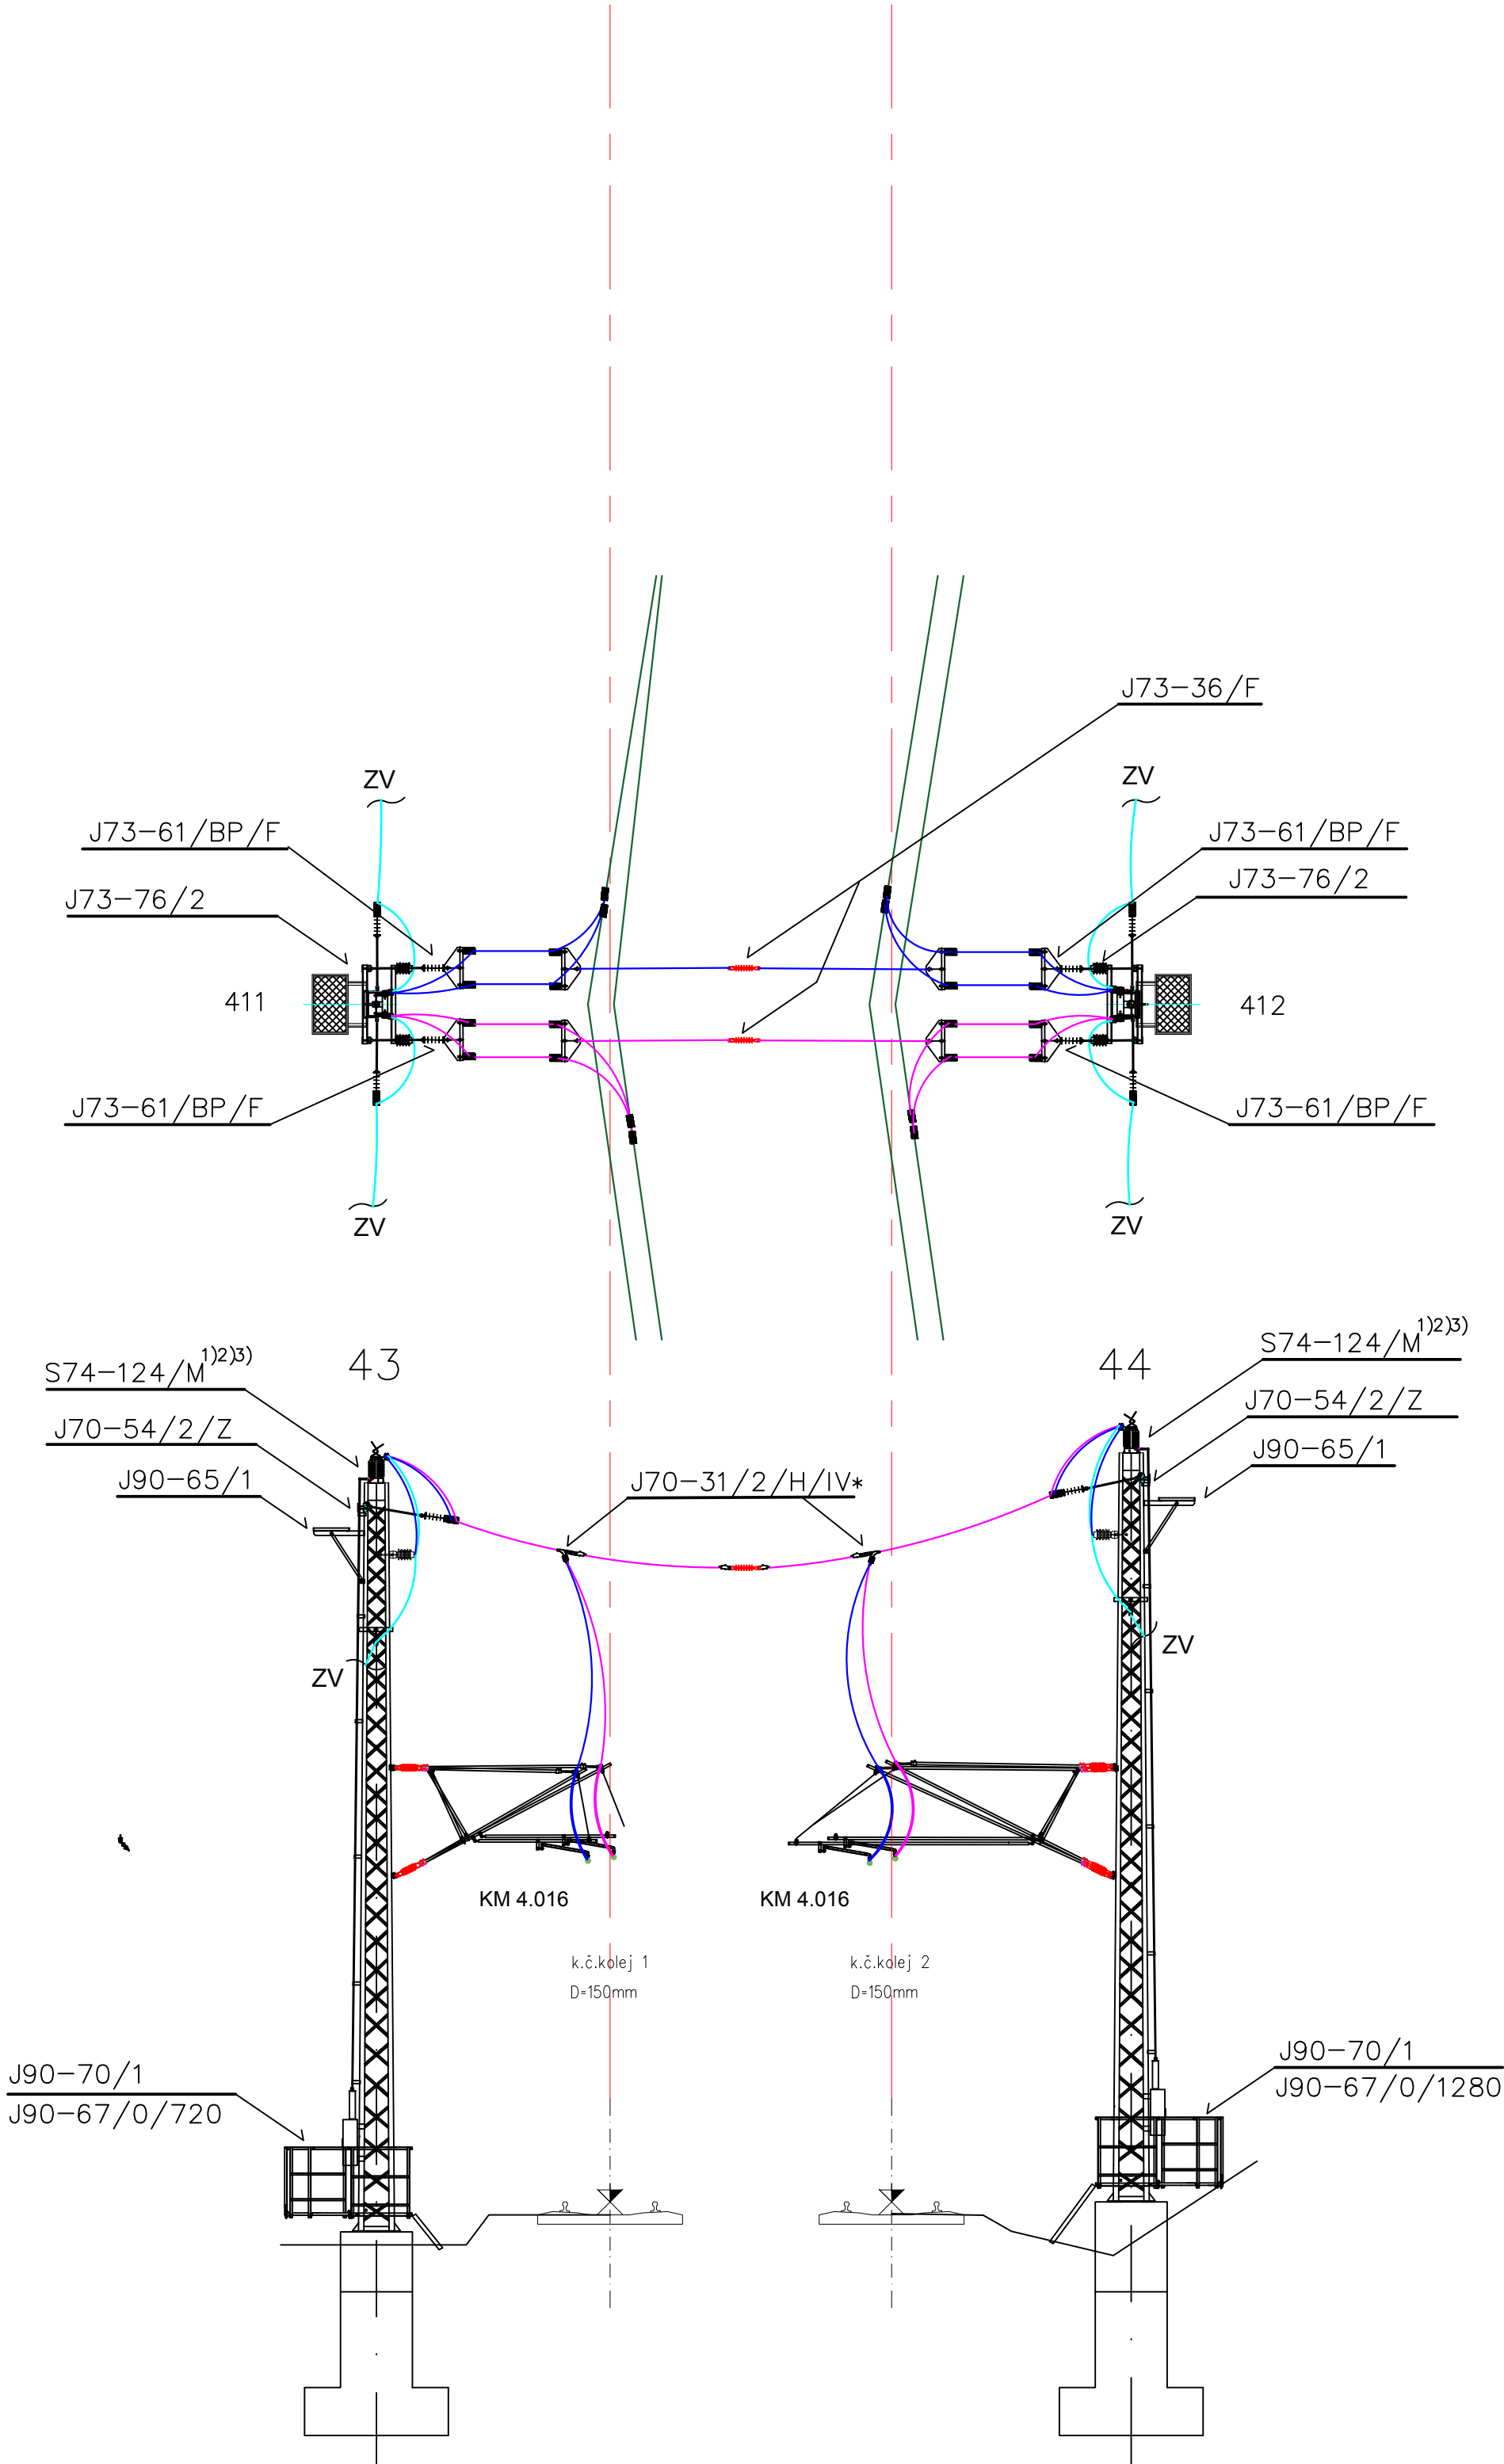 J73-36/F
ZV
ZV
J73-61/BP/F
J73-61/BP/F
J73-76/2
J73-76/2
411
412
J73-61/BP/F
J73-61/BP/F
ZV
ZV
S74-124/M 1)2)3)
43
44
S74-124/M 1)2)3)
J70-54/2/Z
J70-54/2/Z
J90-65/1
J70-31/2/H/IV*
J90-65/1
ZV
ZV
KM 4.016
KM 4.016
k.č.kolej 1
k.č.kolej 2
D=150mm
D=150mm
J90-70/1
J90-70/1
J90-67/0/720
J90-67/0/1280